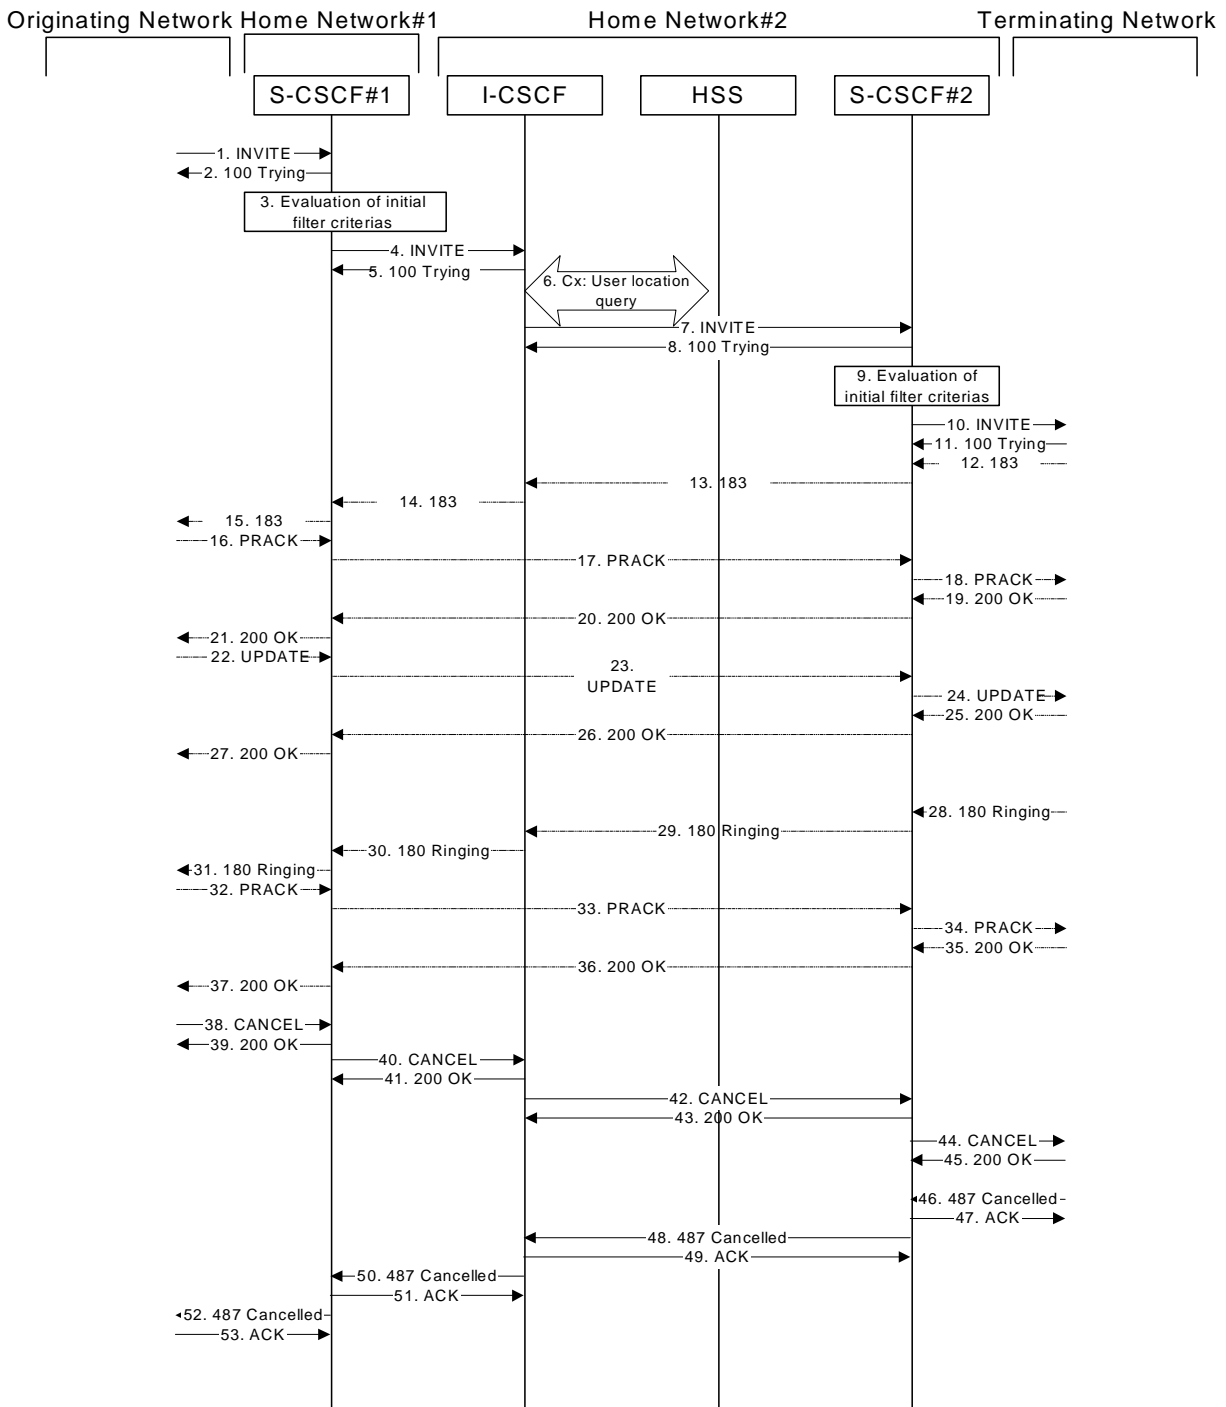 Originating Network Home Network#1 Home Network#2 Terminating Network
S-CSCF#1 I-CSCF HSS S-CSCF#2
1. INVITE
2. 100 Trying
3. Evaluation of initial
filter criterias
4. INVITE
5. 100 Trying
6. Cx: User location
query
7. INVITE
8. 100 Trying
9. Evaluation of
initial filter criterias
10. INVITE
11. 100 Trying
12. 183
13. 183
14. 183
15. 183
16. PRACK
17. PRACK
18. PRACK
19. 200 OK
20. 200 OK
21. 200 OK
22. UPDATE
23.
UPDATE
24. UPDATE
25. 200 OK
26. 200 OK
27. 200 OK
28. 180 Ringing
29. 180 Ringing
30. 180 Ringing
31. 180 Ringing
32. PRACK
33. PRACK
34. PRACK
35. 200 OK
36. 200 OK
37. 200 OK
38. CANCEL
39. 200 OK
40. CANCEL
41. 200 OK
42. CANCEL
43. 200 OK
44. CANCEL
45. 200 OK
46. 487 Cancelled
47. ACK
48. 487 Cancelled
49. ACK
50. 487 Cancelled
51. ACK
52. 487 Cancelled
53. ACK